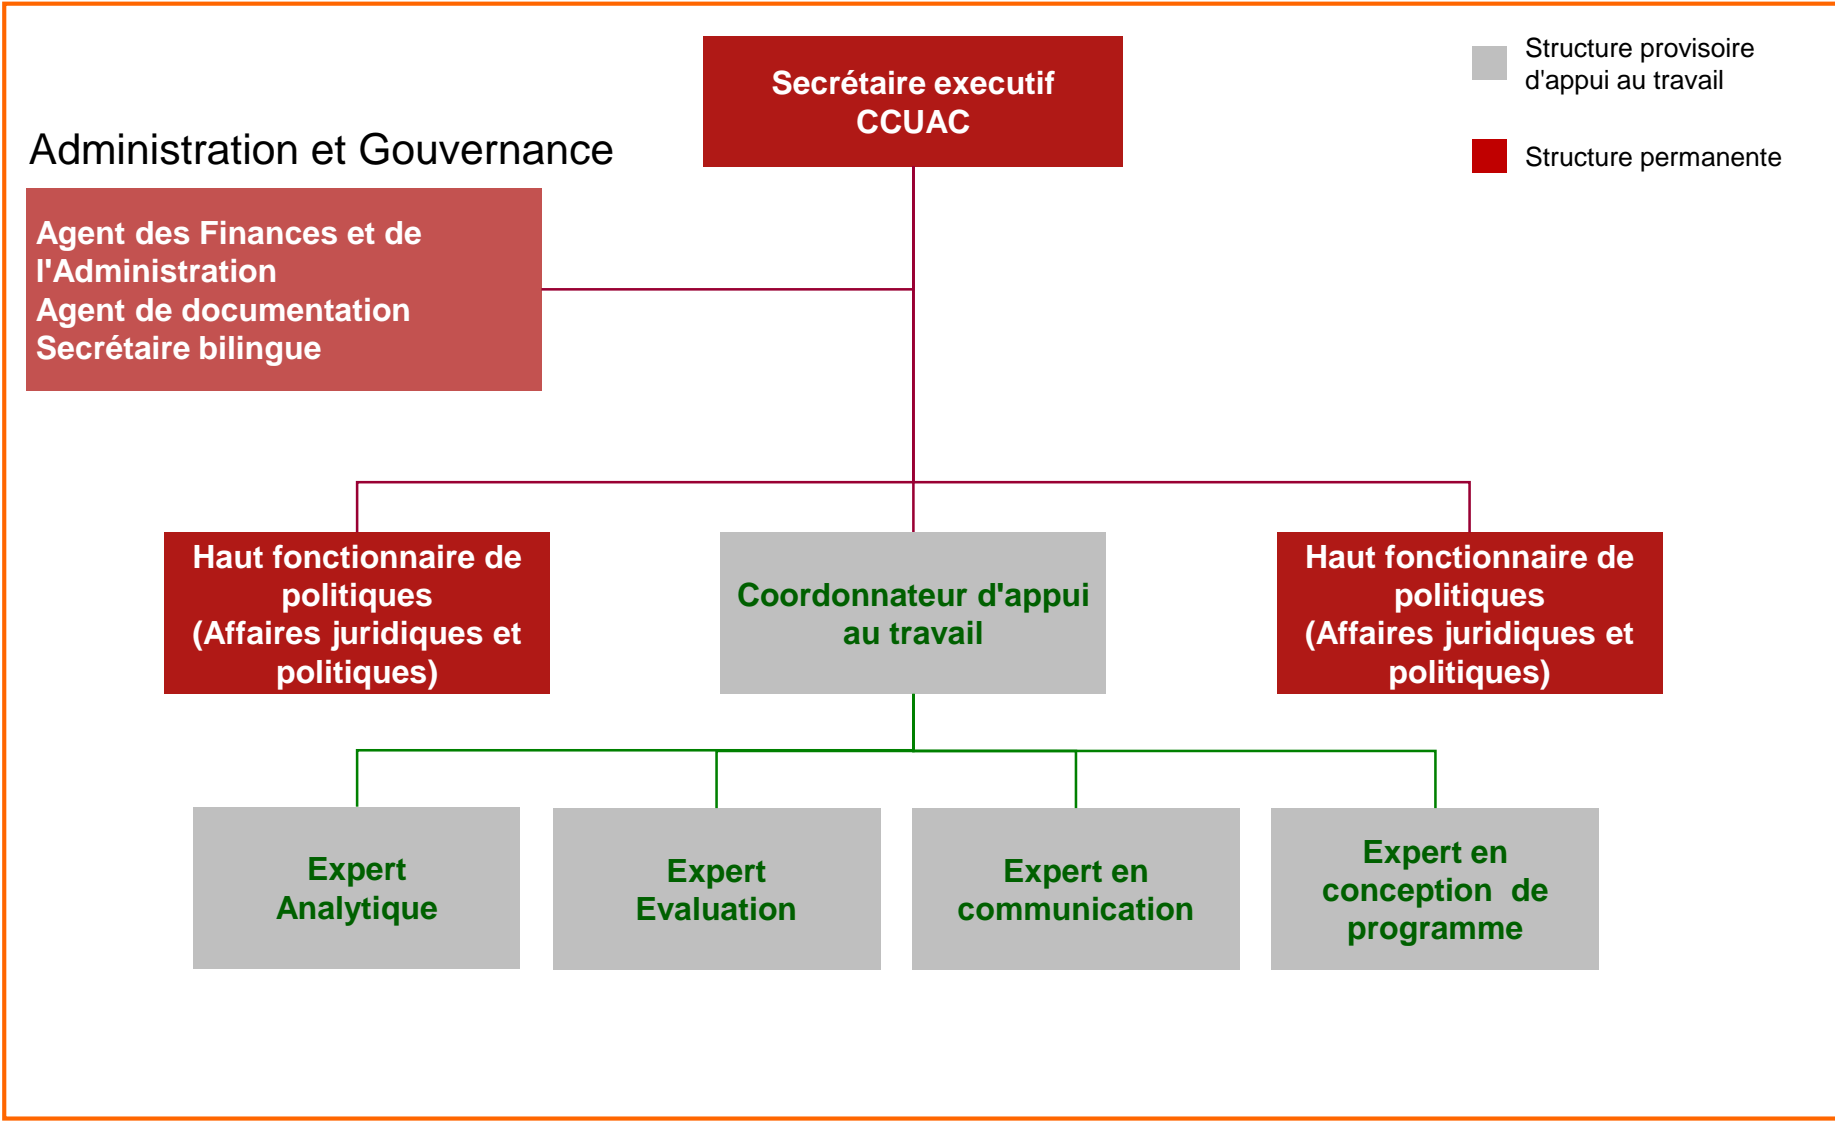 Secrétaire executif
CCUAC
Structure provisoire
d'appui au travail
Structure permanente
Administration et Gouvernance
Agent des Finances et de
l'Administration
Agent de documentation
Secrétaire bilingue
Haut fonctionnaire de
politiques
(Affaires juridiques et
politiques)
Coordonnateur d'appui
au travail
Haut fonctionnaire de
politiques
(Affaires juridiques et
politiques)
Expert
Analytique
Expert
Evaluation
Expert en
communication
Expert en
conception de
programme